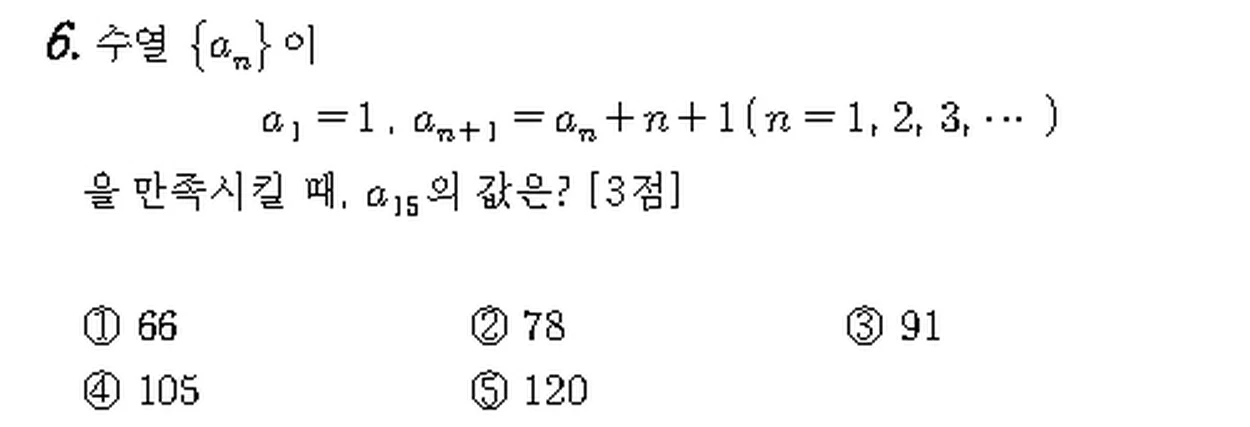 6. 수열 {aₙ}이
a₁ = 1, aₙ₊₁ = aₙ + n + 1 (n = 1, 2, 3, ⋯ )
을 만족시킬 때, a₁₅의 값은? [3점]
① 66 ② 78 ③ 91
④ 105 ⑤ 120